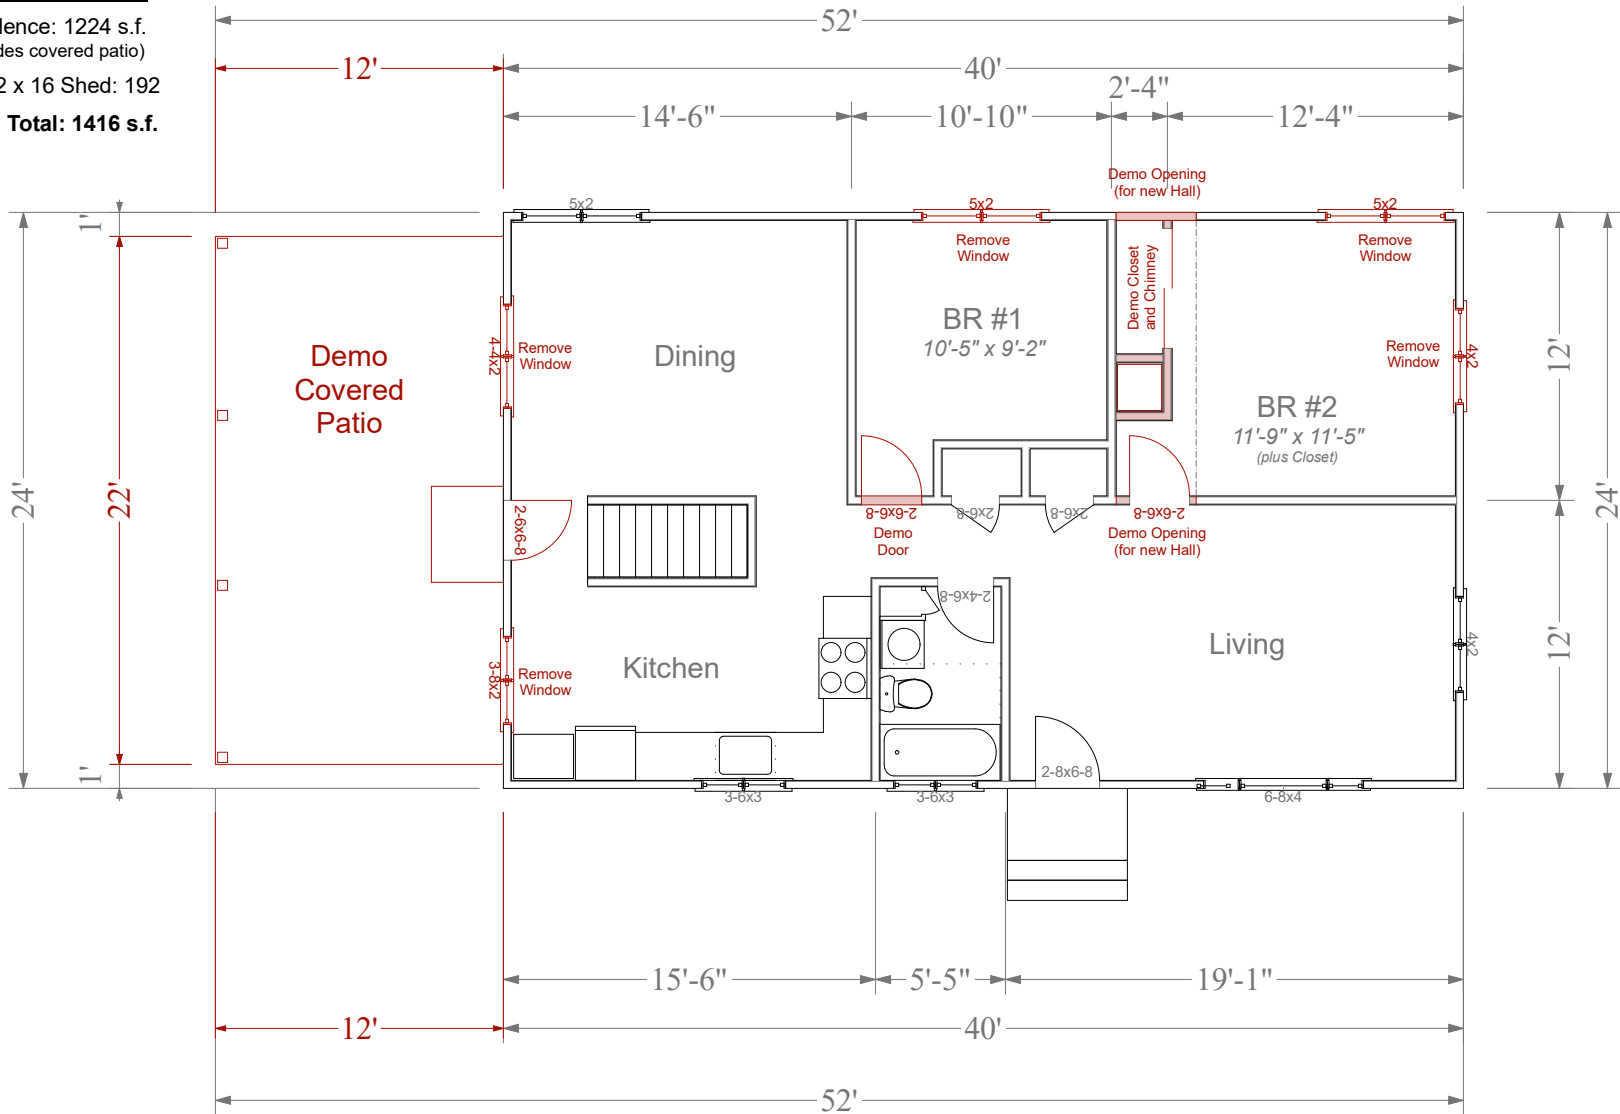 52'
lence: 1224 s.f.
des covered patio)
12'
40'
2 x 16 Shed: 192
2'-4"
14'-6"
10'-10"
12'-4"
Total: 1416 s.f.
Demo Opening
(for new Hall)
5x2
5x2
5x2
1'
Remove
Window
Demo Closet
and Chimney
Remove
Window
BR #1
10'-5" x 9'-2"
4-4x2
Remove
Window
Demo
Covered
Patio
Dining
Remove
Window
4x2
12'
BR #2
11'-9" x 11'-5"
(plus Closet)
24'
22'
2-6x6-8
2-6x6-8
2x6-8
2x6-8
2-6x6-8
24'
Demo
Door
Demo Opening
(for new Hall)
2-4x6-8
Living
4x2
12'
Kitchen
3-8x2
Remove
Window
1'
2-8x6-8
3-6x3
3-6x3
6-8x4
15'-6"
5'-5"
19'-1"
12'
40'
52'